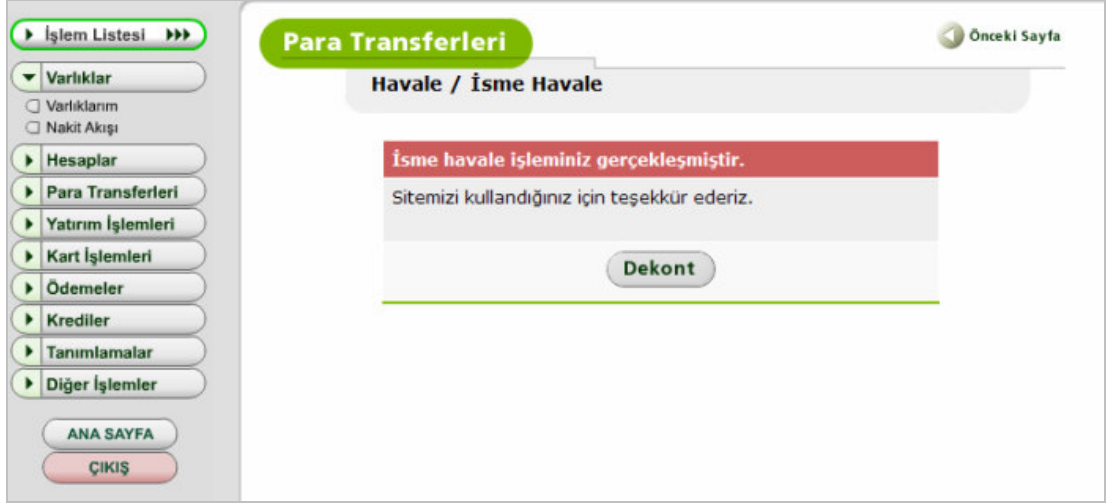 İşlem Listesi
Varlıklar
Varlıklarım
Nakit Akışı
Hesaplar
Para Transferleri
Yatırım İşlemleri
Kart İşlemleri
Ödemeler
Krediler
Tanımlamalar
Diğer İşlemler
ANA SAYFA
ÇIKIŞ
Para Transferleri
Önceki Sayfa
Havale / İsme Havale
İsme havale işleminiz gerçekleşmiştir.
Sitemizi kullandığınız için teşekkür ederiz.
Dekont